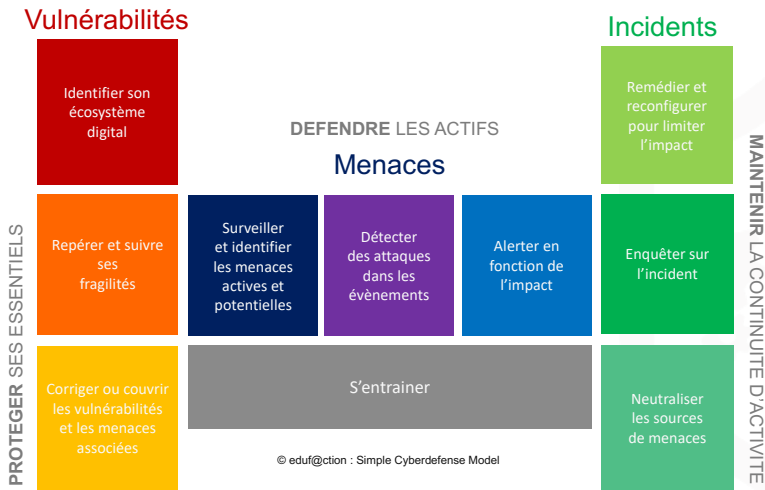 Vulnérabilités
Incidents
Identifier son
écosystème
digital
DEFENDRE LES ACTIFS
Menaces
Remédier et
reconfigurer
pour limiter
l'impact
PROTEGER SES ESSENTIELS
Repérer et suivre
ses
fragilités
Surveiller
et identifier
les menaces
actives et
potentielles
Détecter
des attaques
dans les
évènements
Alerter en
fonction de
l'impact
Enquêter sur
l'incident
MAINTENIR LA CONTINUITE D'ACTIVITE
Corriger ou couvrir
les vulnérabilités
et les menaces
associées
S'entrainer
Neutraliser
les sources
de menaces
© eduf@ction : Simple Cyberdefense Model